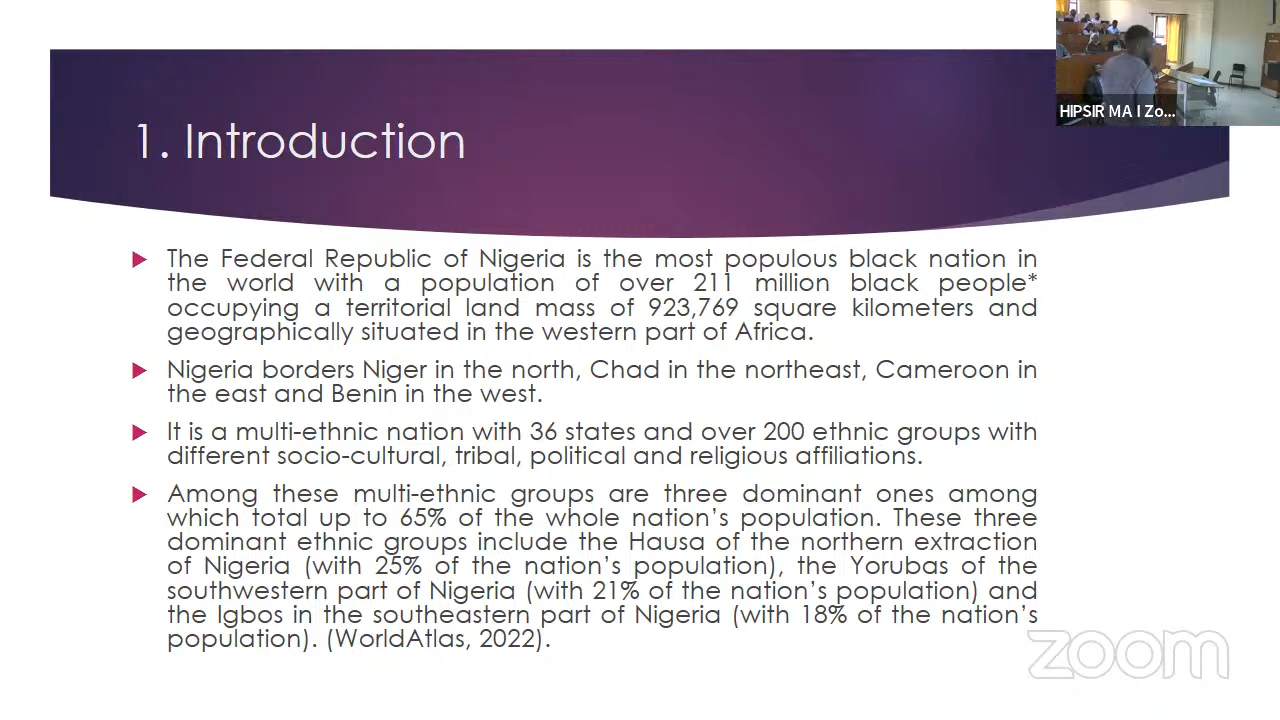 HIPSIR MA I Zo...
1. Introduction
The Federal Republic of Nigeria is the most populous black nation in
the world with a population of over 211 million black people*
occupying a territorial land mass of 923,769 square kilometers and
geographically situated in the western part of Africa.
Nigeria borders Niger in the north, Chad in the northeast, Cameroon in
the east and Benin in the west.
It is a multi-ethnic nation with 36 states and over 200 ethnic groups with
different socio-cultural, tribal, political and religious affiliations.
Among these multi-ethnic groups are three dominant ones among
which total up to 65% of the whole nation's population. These three
dominant ethnic groups include the Hausa of the northern extraction
of Nigeria (with 25% of the nation's population), the Yorubas of the
southwestern part of Nigeria (with 21% of the nation's population) and
the Igbos in the southeastern part of Nigeria (with 18% of the nation's
population). (WorldAtlas, 2022).
zoom